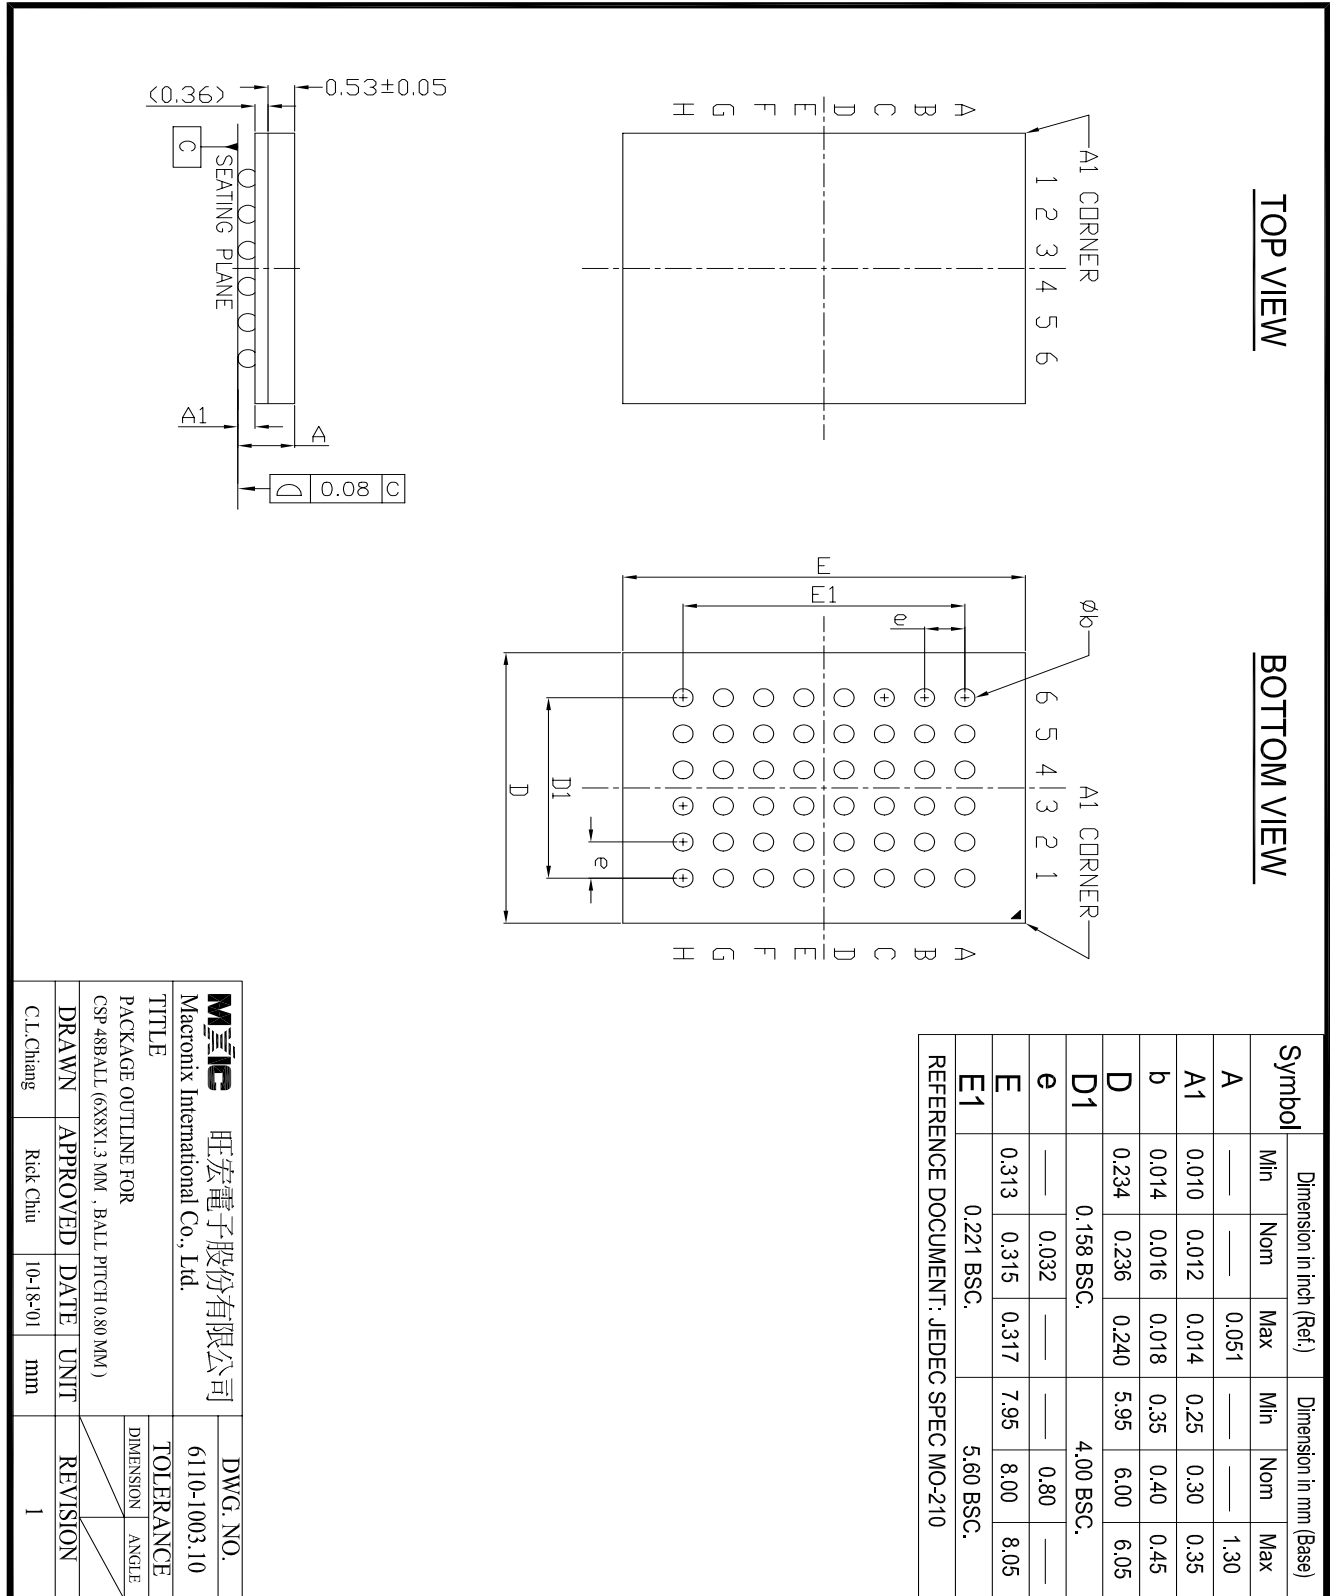 TOP VIEW
A1 CORNER
1 2 3 4 5 6
A
B
C
D
E
F
G
H
0.53±0.05
(0.36)
C
SEATING PLANE
A1
A
0.08 C
BOTTOM VIEW
Øb
A1 CORNER
6 5 4 3 2 1
A
B
C
D
E
F
G
H
E
E1
e
e
D1
D
Symbol Dimension in inch (Ref.) Dimension in mm (Base)
Min Nom Max Min Nom Max
A — — 0.051 — — 1.30
A1 0.010 0.012 0.014 0.25 0.30 0.35
b 0.014 0.016 0.018 0.35 0.40 0.45
D 0.234 0.236 0.240 5.95 6.00 6.05
D1 0.158 BSC. 4.00 BSC.
e — 0.032 — — 0.80 —
E 0.313 0.315 0.317 7.95 8.00 8.05
E1 0.221 BSC. 5.60 BSC.
REFERENCE DOCUMENT: JEDEC SPEC MO-210
MXIC 旺宏電子股份有限公司
Macronix International Co., Ltd.
DWG. NO.
6110-1003.10
TITLE
PACKAGE OUTLINE FOR
CSP 48BALL (6X8X1.3 MM , BALL PITCH 0.80 MM )
TOLERANCE
DIMENSION ANGLE
DRAWN APPROVED DATE UNIT REVISION
C.L.Chiang Rick Chiu 10-18-'01 mm 1